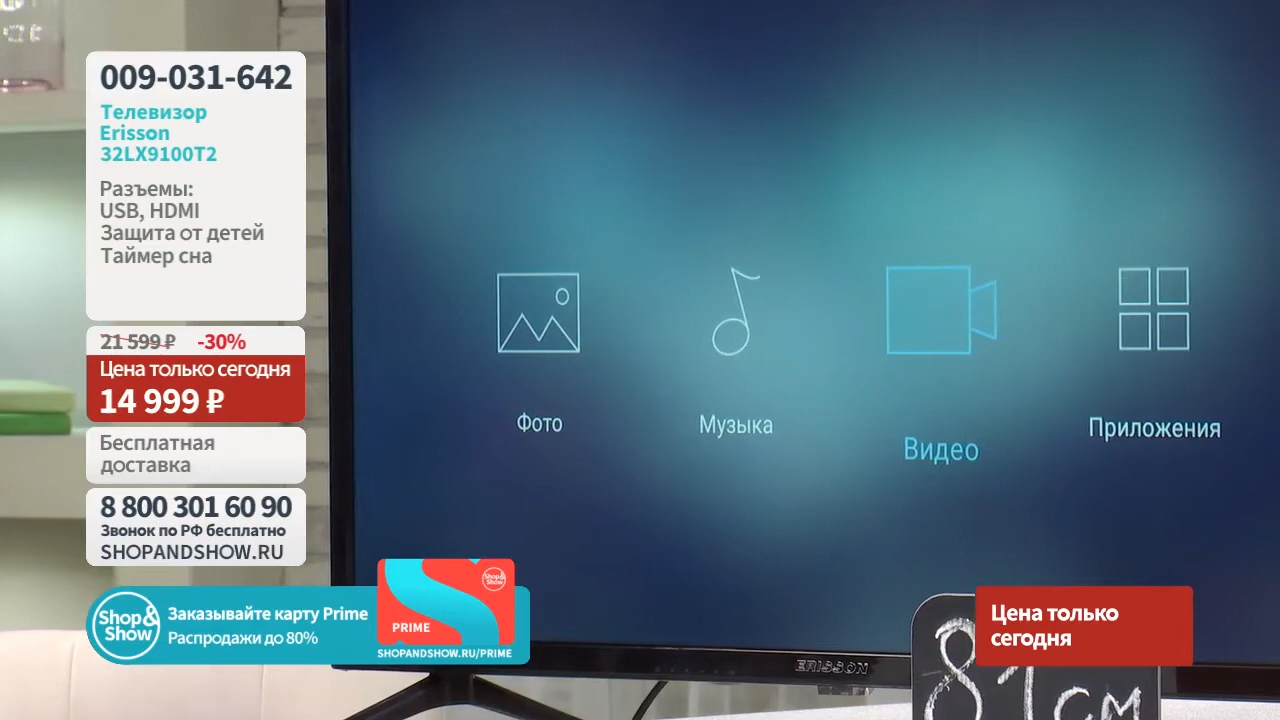 009-031-642
Телевизор
Erisson
32LX9100T2
Разъемы:
USB, HDMI
Защита от детей
Таймер сна
21 599 ₽ -30%
Цена только сегодня
14 999 ₽
Бесплатная
доставка
8 800 301 60 90
Звонок по РФ бесплатно
SHOPANDSHOW.RU
Shop&
Show
Заказывайте карту Prime
Распродажи до 80%
Shop&
Show
PRIME
SHOPANDSHOW.RU/PRIME
Фото
Музыка
Видео
Приложения
ERISSON
Цена только
сегодня
81 см